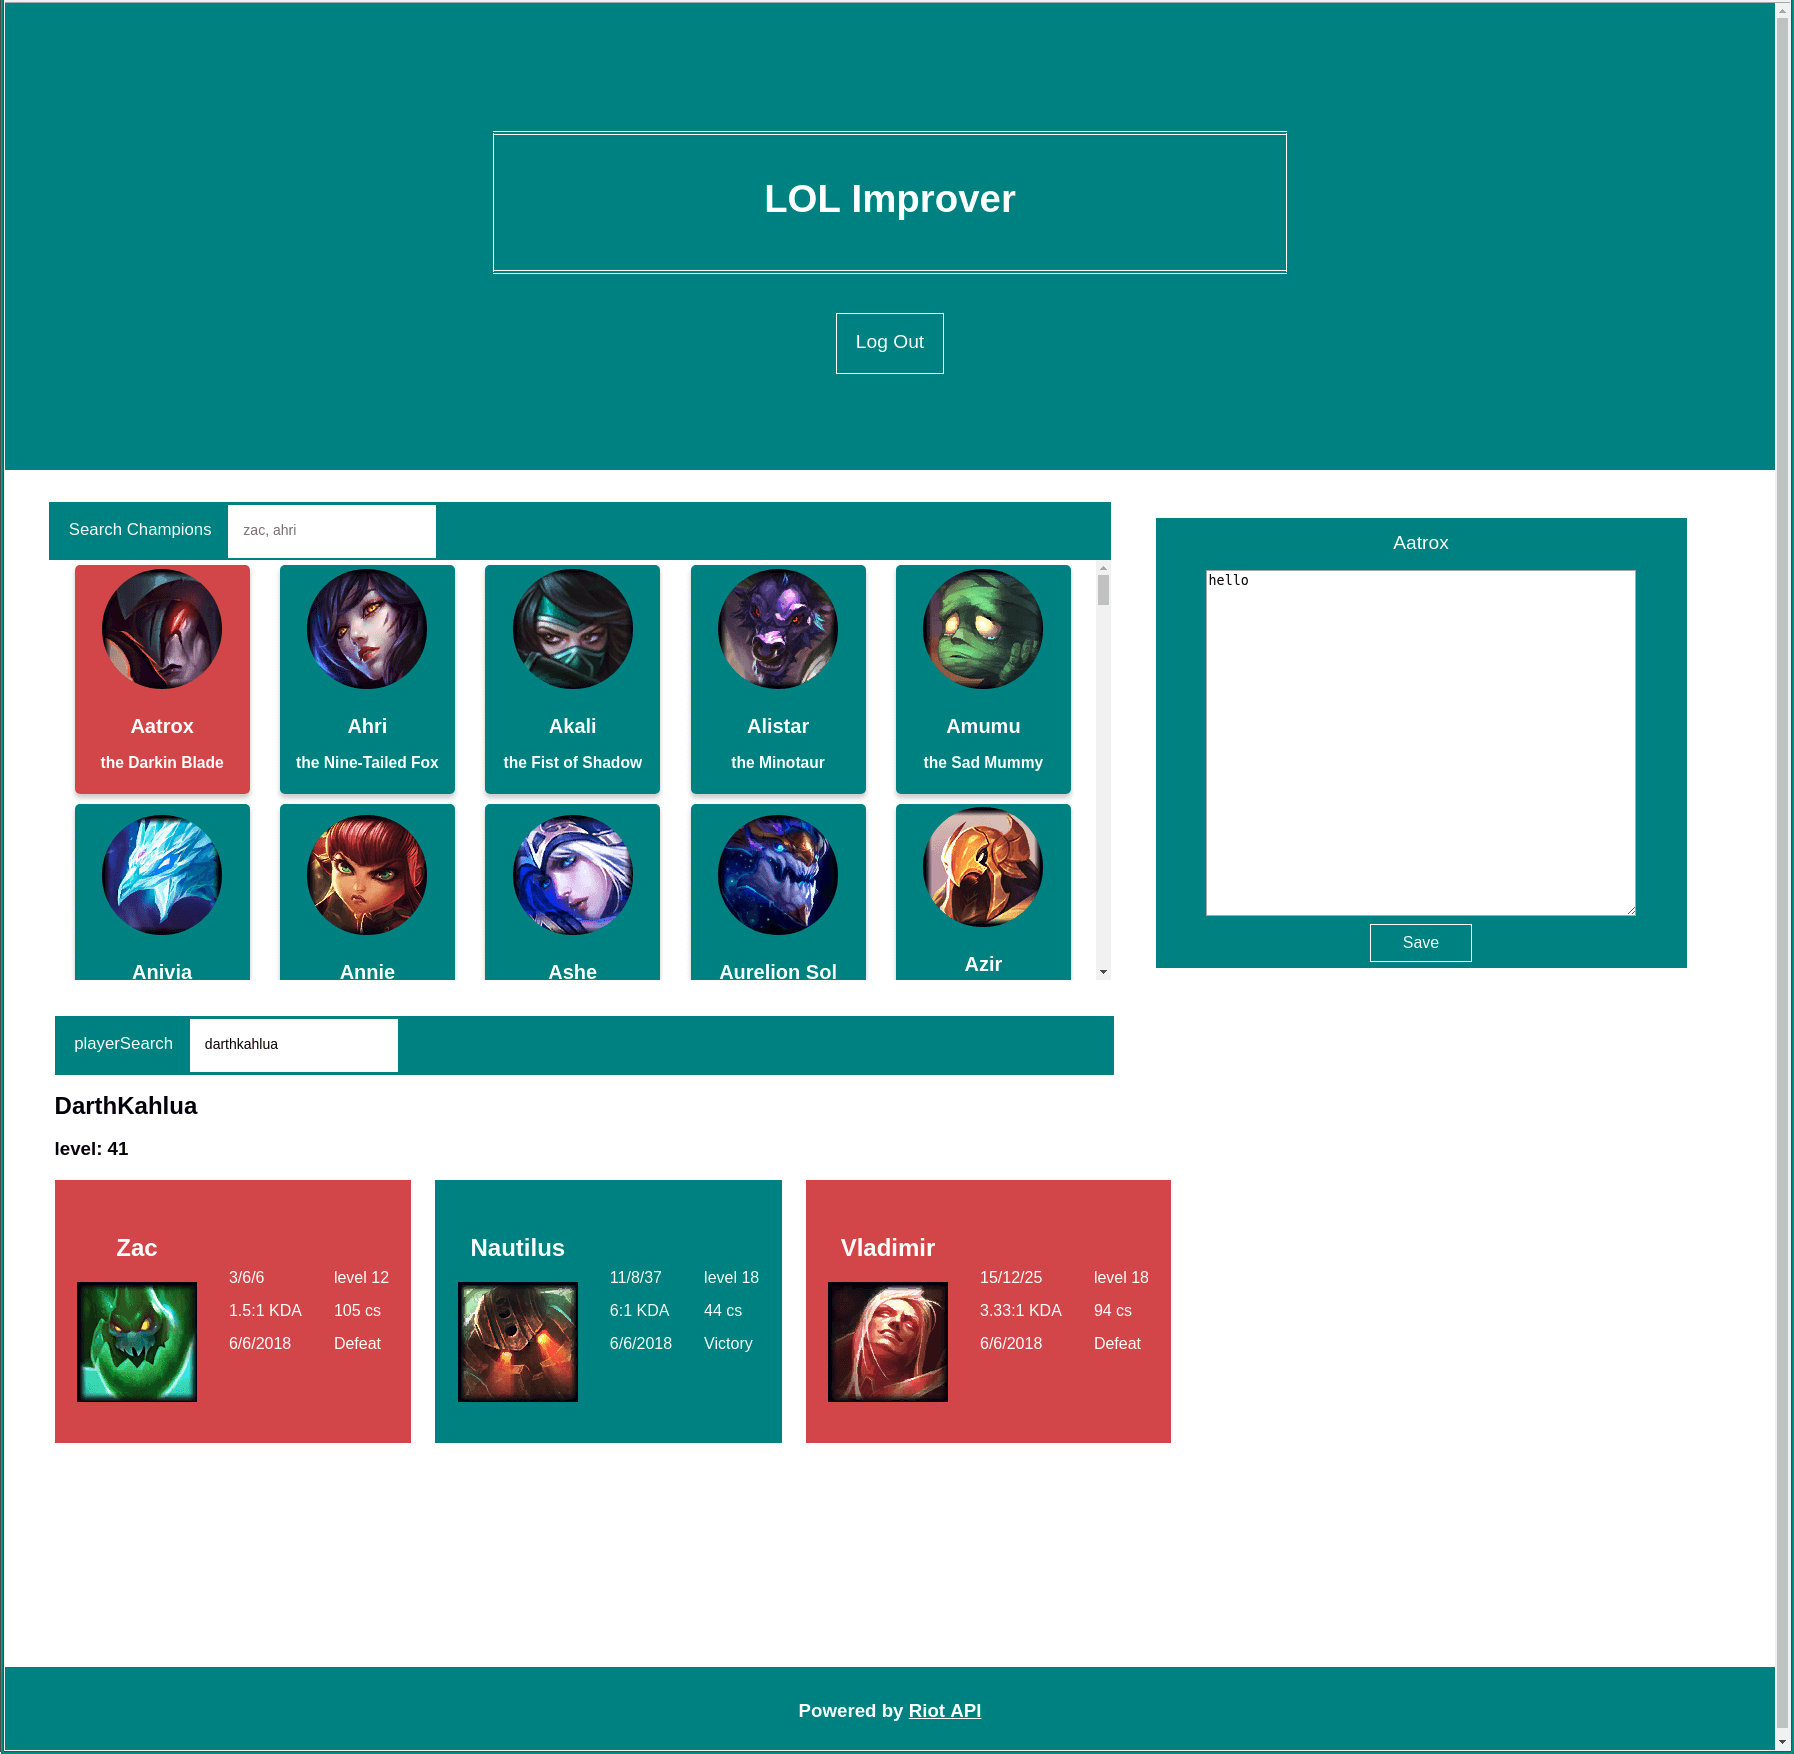 LOL Improver
Log Out
Search Champions zac, ahri
Aatrox
the Darkin Blade
Ahri
the Nine-Tailed Fox
Akali
the Fist of Shadow
Alistar
the Minotaur
Amumu
the Sad Mummy
Anivia
Annie
Ashe
Aurelion Sol
Azir
Aatrox
hello
Save
playerSearch darthkahlua
DarthKahlua
level: 41
Zac
3/6/6 level 12
1.5:1 KDA 105 cs
6/6/2018 Defeat
Nautilus
11/8/37 level 18
6:1 KDA 44 cs
6/6/2018 Victory
Vladimir
15/12/25 level 18
3.33:1 KDA 94 cs
6/6/2018 Defeat
Powered by Riot API